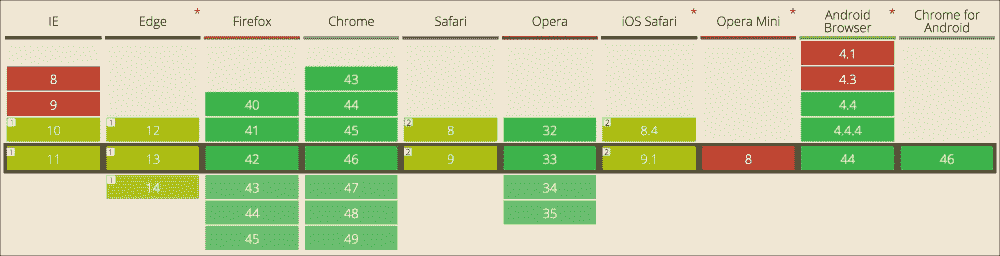 IE Edge * Firefox Chrome Safari Opera iOS Safari * Opera Mini * Android Browser * Chrome for Android
4.1
8 43 4.3
9 40 44 4.4
1 10 1 12 41 45 2 8 32 2 8.4 4.4.4
1 11 1 13 42 46 2 9 33 2 9.1 8 44 46
1 14 43 47 34
44 48 35
45 49